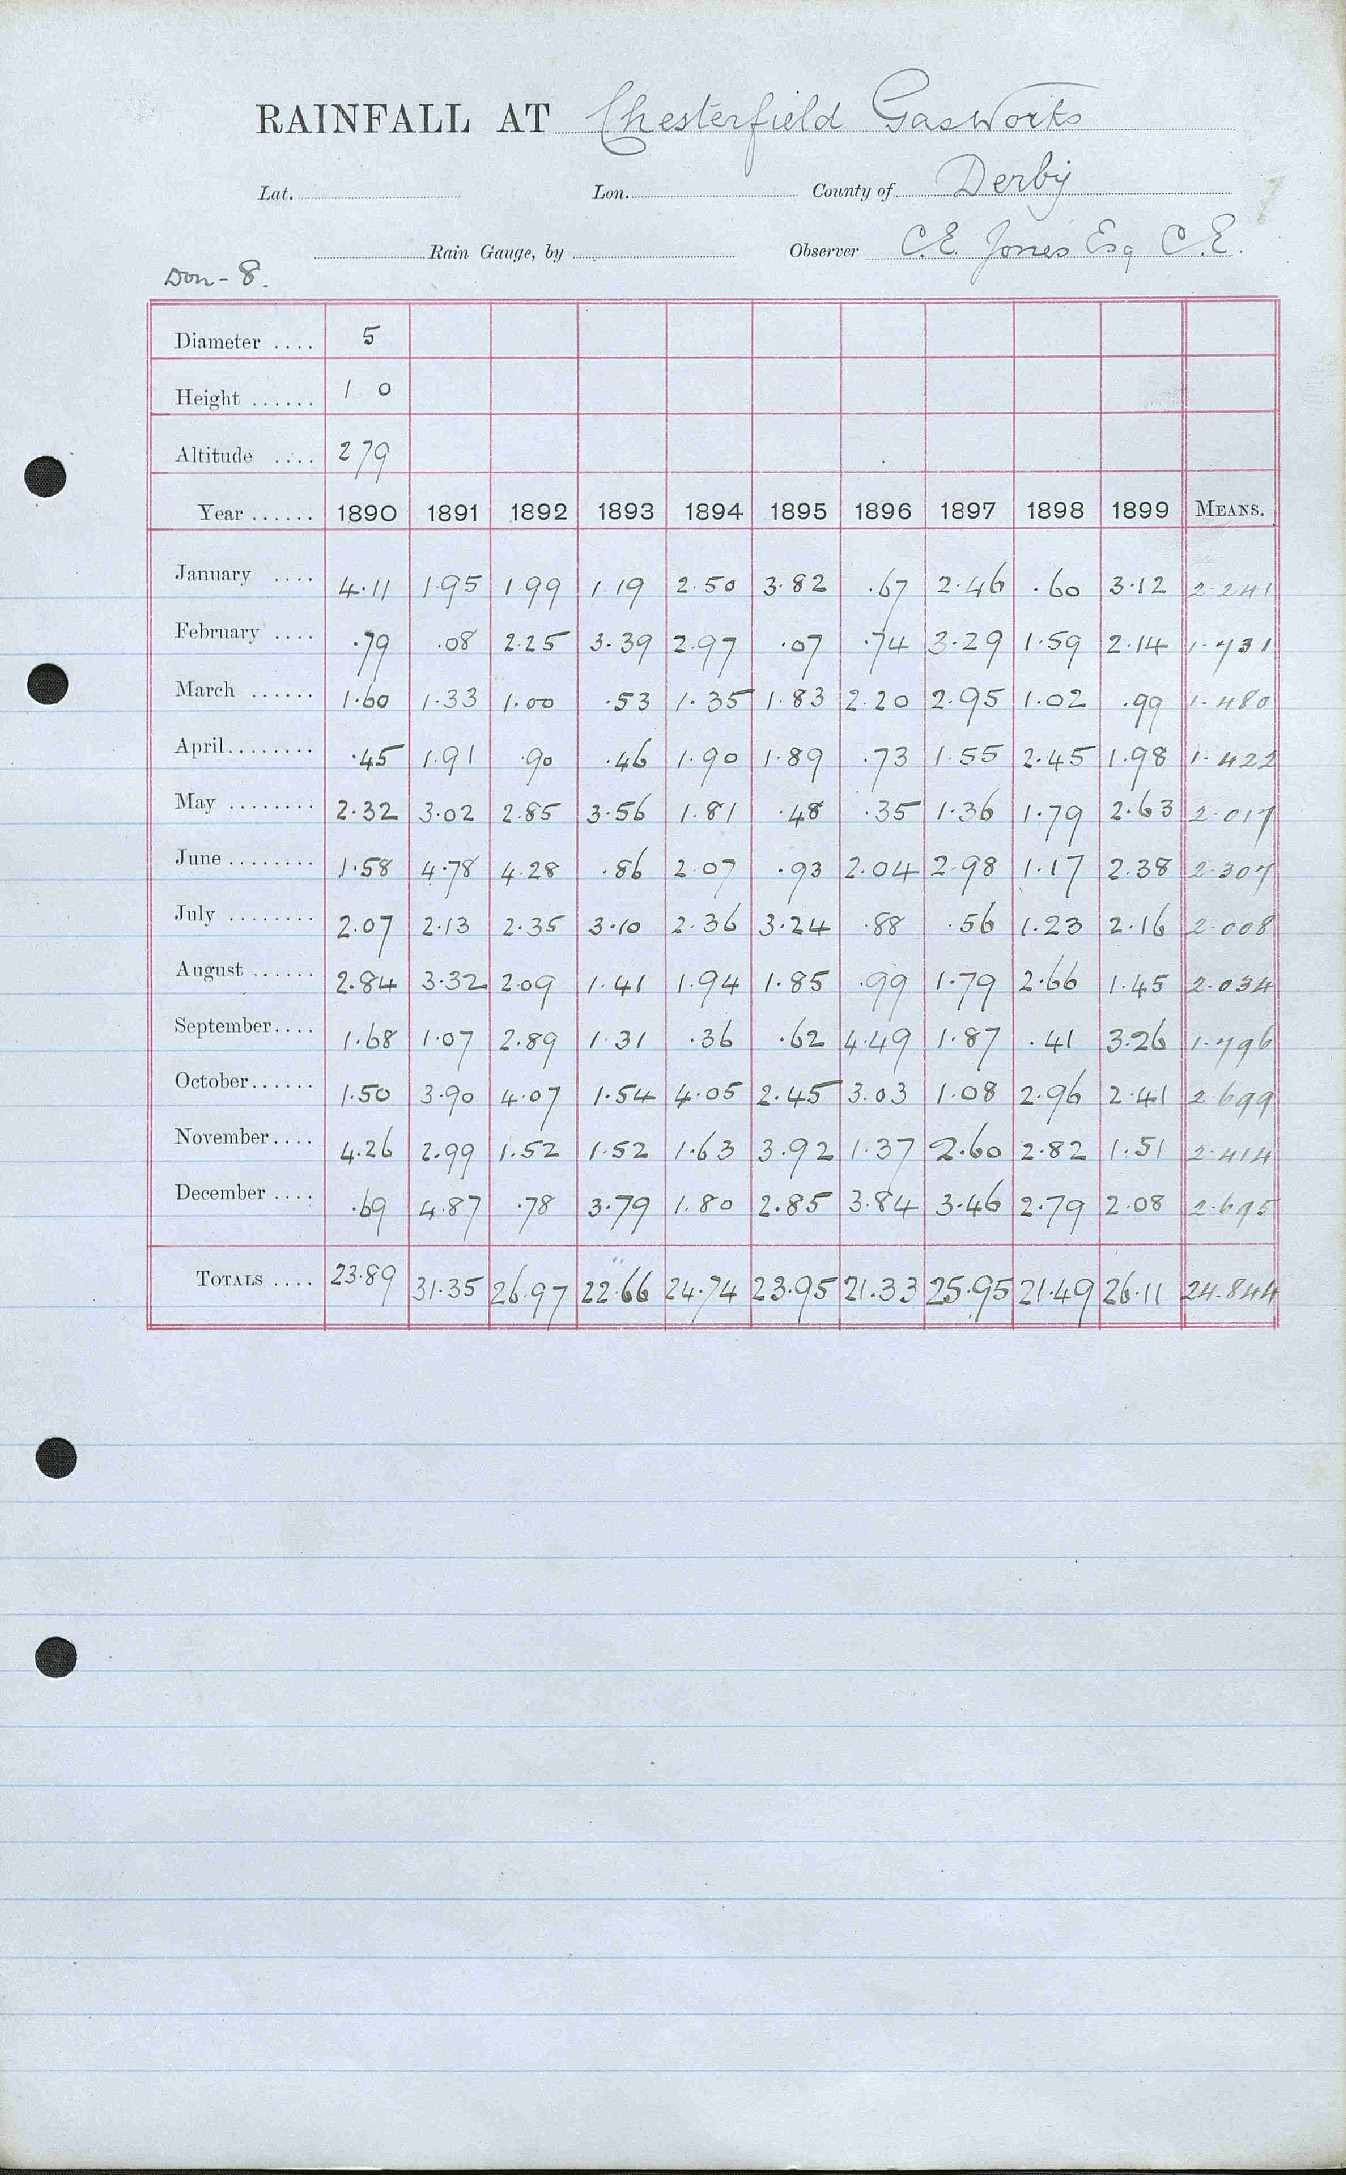 RAINFALL AT Chesterfield Gas Works
Lat. Lon. County of Derby
Rain Gauge, by Observer C.E. Jones Esq C.E.
Don - 8.
Diameter .... 5
Height ...... 1 0
Altitude .... 279
Year ...... 1890 1891 1892 1893 1894 1895 1896 1897 1898 1899 MEANS.
January .... 4.11 1.95 1.99 1.19 2.50 3.82 .67 2.46 .60 3.12 2.241
February .... .79 .08 2.25 3.39 2.97 .07 .74 3.29 1.59 2.14 1.731
March ...... 1.60 1.33 1.00 .53 1.35 1.83 2.20 2.95 1.02 .99 1.480
April........ .45 1.91 .90 .46 1.90 1.89 .73 1.55 2.45 1.98 1.422
May ........ 2.32 3.02 2.85 3.56 1.81 .48 .35 1.36 1.79 2.63 2.017
June ........ 1.58 4.78 4.28 .86 2.07 .93 2.04 2.98 1.17 2.38 2.307
July ........ 2.07 2.13 2.35 3.10 2.36 3.24 .88 .56 1.23 2.16 2.008
August ...... 2.84 3.32 2.09 1.41 1.94 1.85 .99 1.79 2.66 1.45 2.034
September.... 1.68 1.07 2.89 1.31 .36 .62 4.49 1.87 .41 3.26 1.796
October...... 1.50 3.90 4.07 1.54 4.05 2.45 3.03 1.08 2.96 2.41 2.699
November.... 4.26 2.99 1.52 1.52 1.63 3.92 1.37 2.60 2.82 1.51 2.414
December .... .69 4.87 .78 3.79 1.80 2.85 3.84 3.46 2.79 2.08 2.695
TOTALS .... 23.89 31.35 26.97 22.66 24.74 23.95 21.33 25.95 21.49 26.11 24.844